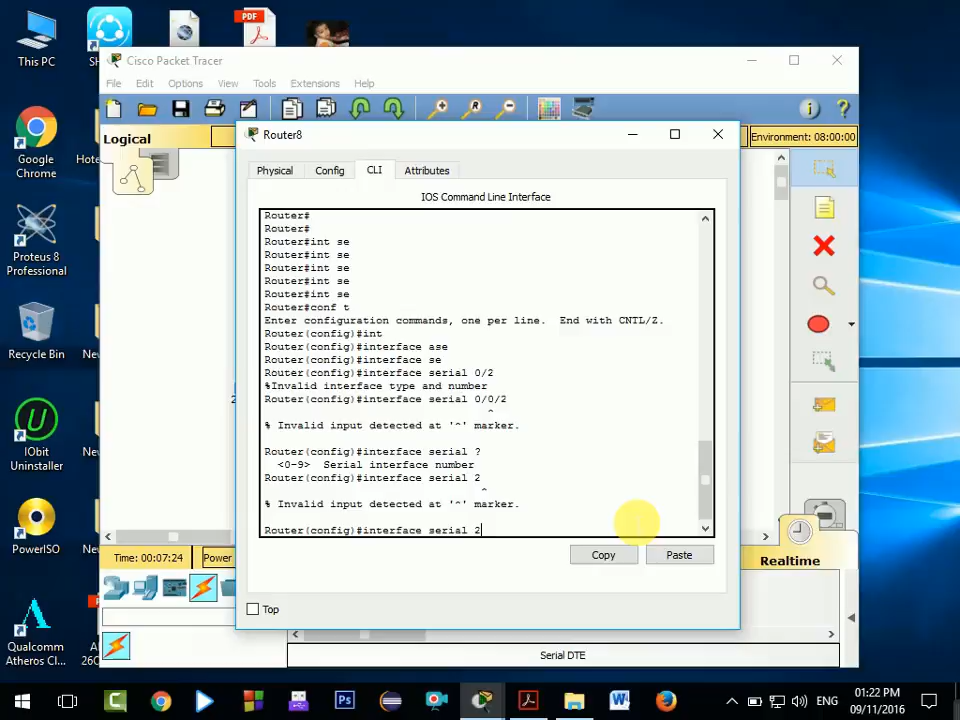 This PC
PDF
Cisco Packet Tracer
File Edit Options View Tools Extensions Help
Logical
Environment: 08:00:00
Router8
Physical Config CLI Attributes
IOS Command Line Interface
Router#
Router#
Router#int se
Router#int se
Router#int se
Router#int se
Router#int se
Router#conf t
Enter configuration commands, one per line. End with CNTL/Z.
Router(config)#int
Router(config)#interface ase
Router(config)#interface se
Router(config)#interface serial 0/2
%Invalid interface type and number
Router(config)#interface serial 0/0/2
^
% Invalid input detected at '^' marker.
Router(config)#interface serial ?
<0-9> Serial interface number
Router(config)#interface serial 2
^
% Invalid input detected at '^' marker.
Router(config)#interface serial 2
Copy Paste
Top
Time: 00:07:24 Power
Realtime
Serial DTE
Google
Chrome
Proteus 8
Professional
Recycle Bin
IObit
Uninstaller
PowerISO
Qualcomm
Atheros Cl...
ENG
01:22 PM
09/11/2016